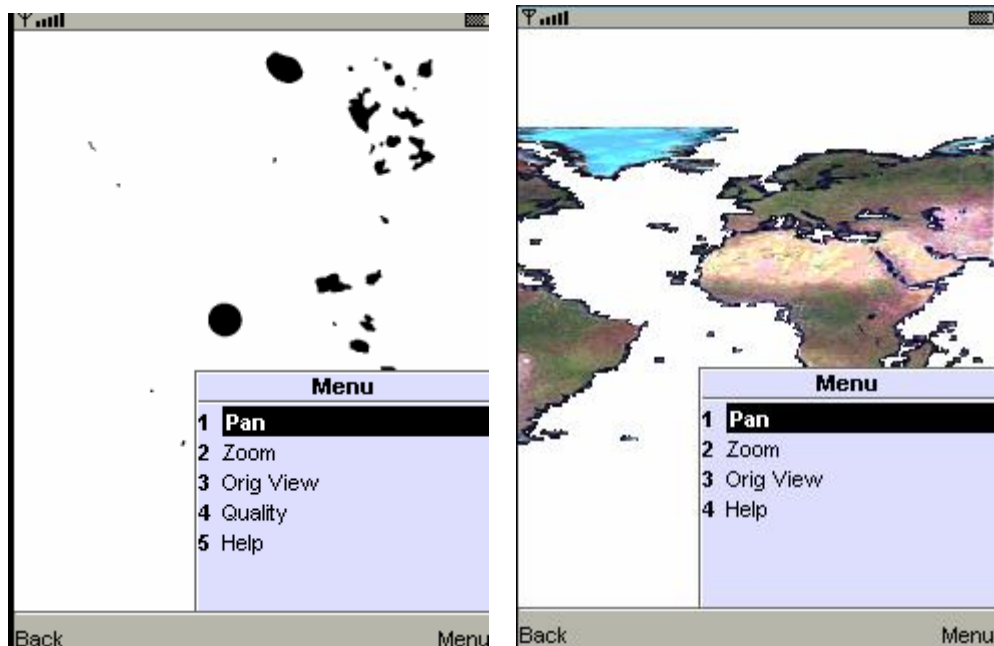 Menu
1 Pan
2 Zoom
3 Orig View
4 Quality
5 Help
Back Menu
Menu
1 Pan
2 Zoom
3 Orig View
4 Help
Back Menu